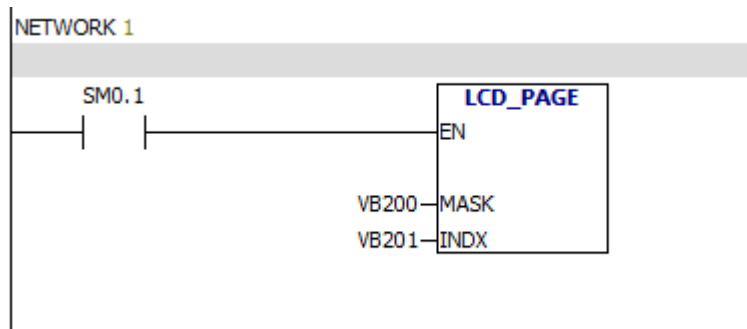 NETWORK 1
SM0.1
LCD_PAGE
EN
VB200 MASK
VB201 INDX